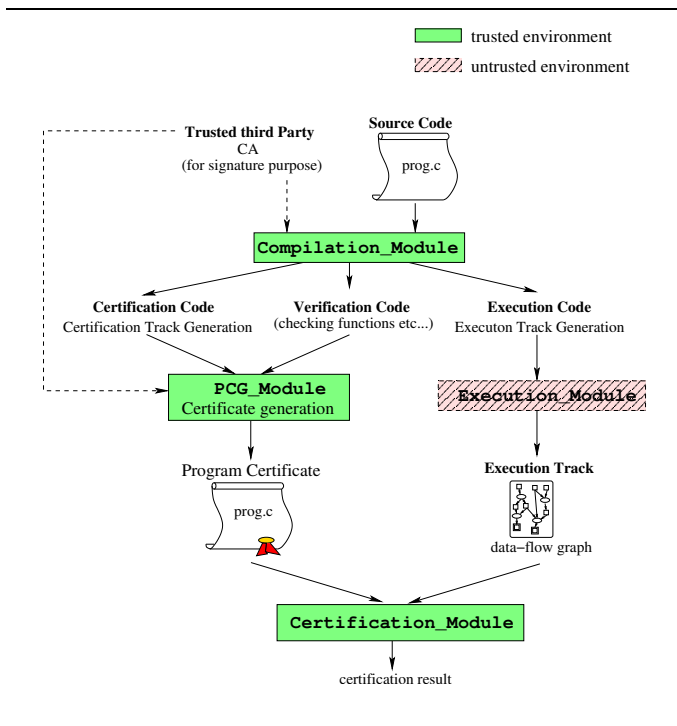 trusted environment
untrusted environment
Source Code
Trusted third Party
CA
(for signature purpose)
prog.c
Compilation_Module
Certification Code
Certification Track Generation
Verification Code
(checking functions etc...)
Execution Code
Executon Track Generation
PCG_Module
Certificate generation
Execution_Module
Program Certificate
prog.c
Execution Track
data−flow graph
Certification_Module
certification result